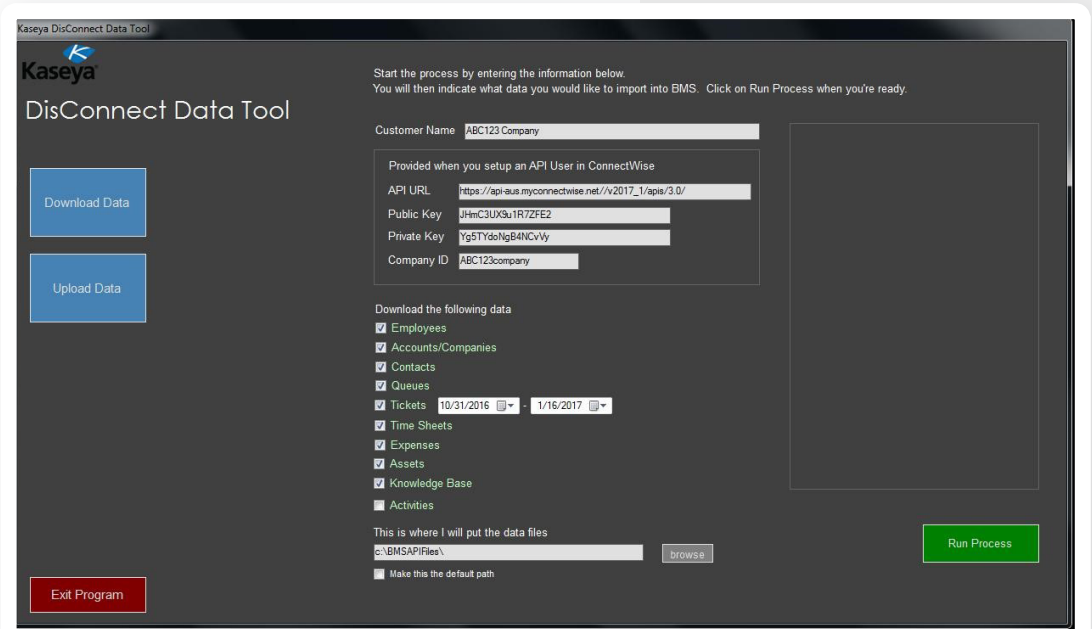 Kaseya DisConnect Data Tool
Kaseya
DisConnect Data Tool
Download Data
Upload Data
Exit Program
Start the process by entering the information below.
You will then indicate what data you would like to import into BMS. Click on Run Process when you're ready.
Customer Name ABC123 Company
Provided when you setup an API User in ConnectWise
API URL https://api-aus.myconnectwise.net//v2017_1/apis/3.0/
Public Key JHmC3UX9u1R7ZFE2
Private Key Yg5TYdoNgB4NCvVy
Company ID ABC123company
Download the following data
Employees
Accounts/Companies
Contacts
Queues
Tickets 10/31/2016 - 1/16/2017
Time Sheets
Expenses
Assets
Knowledge Base
Activities
This is where I will put the data files
c:\BMSAPIFiles\ browse
Make this the default path
Run Process